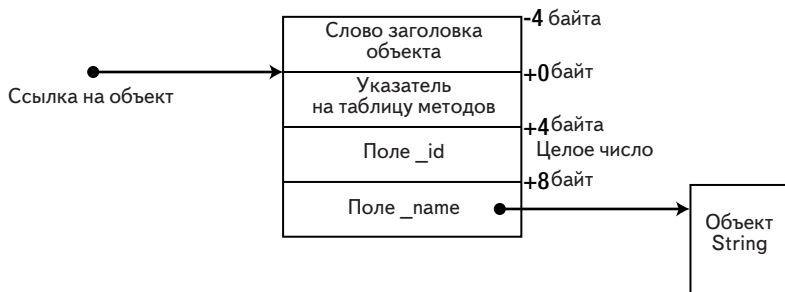 Слово заголовка
объекта
-4 байта
Ссылка на объект
+0байт
Указатель
на таблицу методов
+4байта
Поле _id
Целое число
+8байт
Поле _name
Объект
String